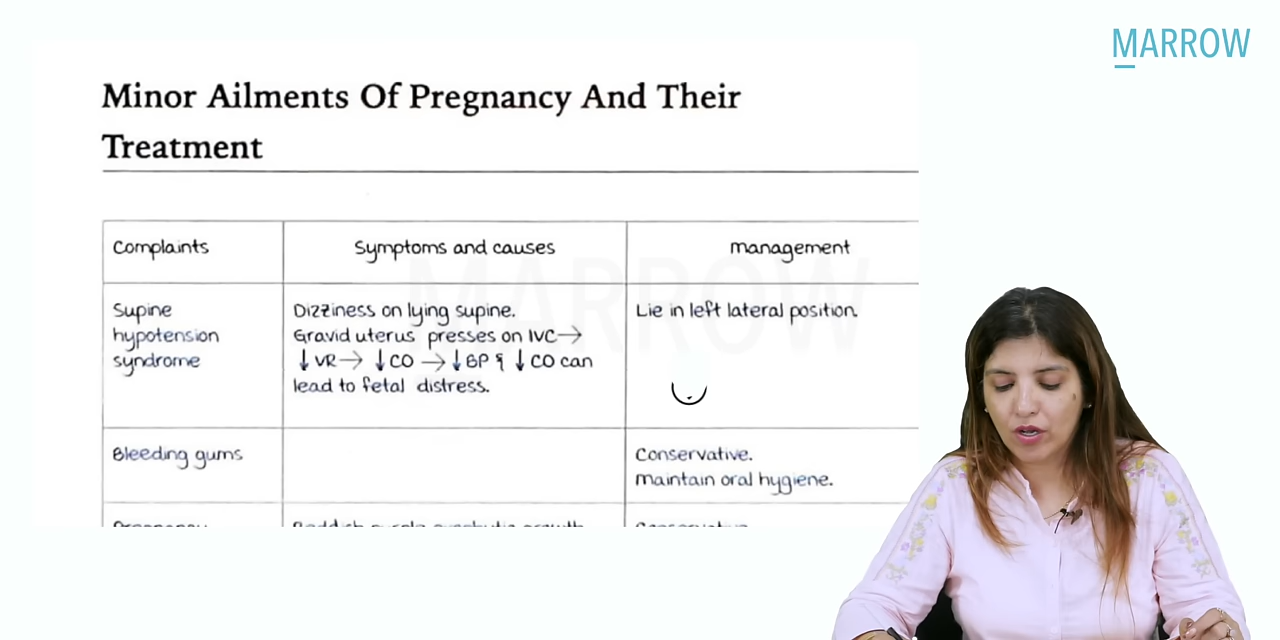 MARROW
Minor Ailments Of Pregnancy And Their
Treatment
Complaints
Symptoms and causes
management
Supine
hypotension
syndrome
Dizziness on lying supine.
Gravid uterus presses on IVC→
↓VR→ ↓CO →↓BP & ↓CO can
lead to fetal distress.
Lie in left lateral position.
Bleeding gums
Conservative.
maintain oral hygiene.
MARROW